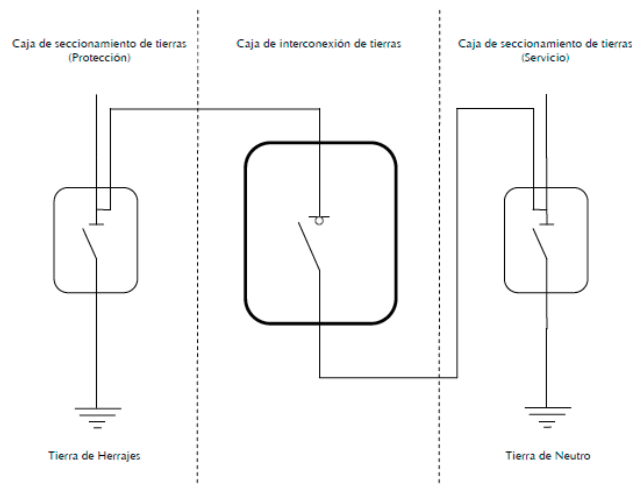 Caja de seccionamiento de tierras
(Protección)
Caja de interconexión de tierras
Caja de seccionamiento de tierras
(Servicio)
Tierra de Herrajes
Tierra de Neutro